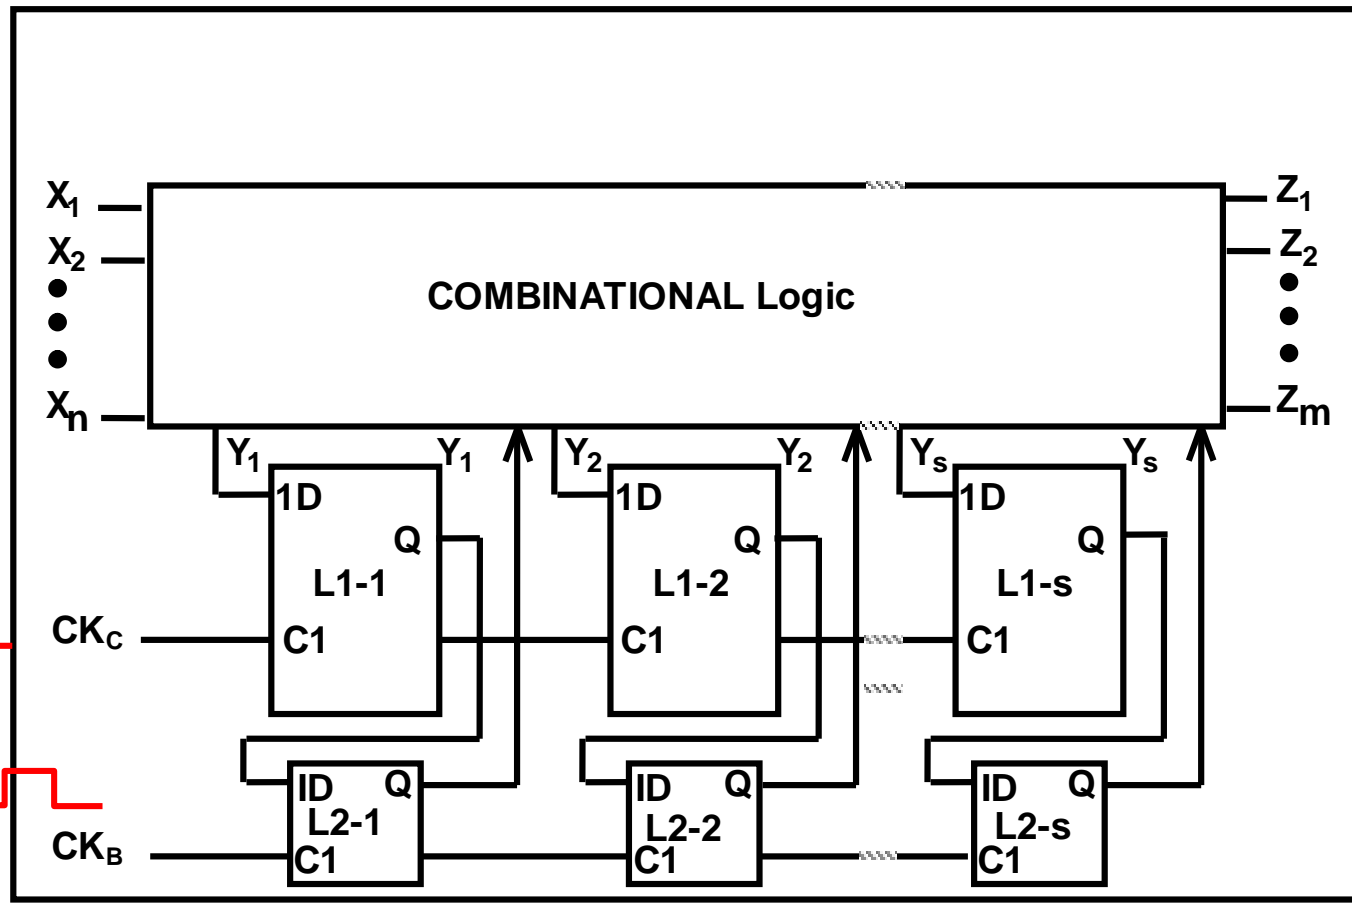 X1
Z1
X2
Z2
COMBINATIONAL Logic
Xn
Zm
Y1 Y1 Y2 Y2 Ys Ys
1D 1D 1D
Q Q Q
L1-1 L1-2 L1-s
CKC C1 C1 C1
ID Q ID Q ID Q
L2-1 L2-2 L2-s
CKB C1 C1 C1